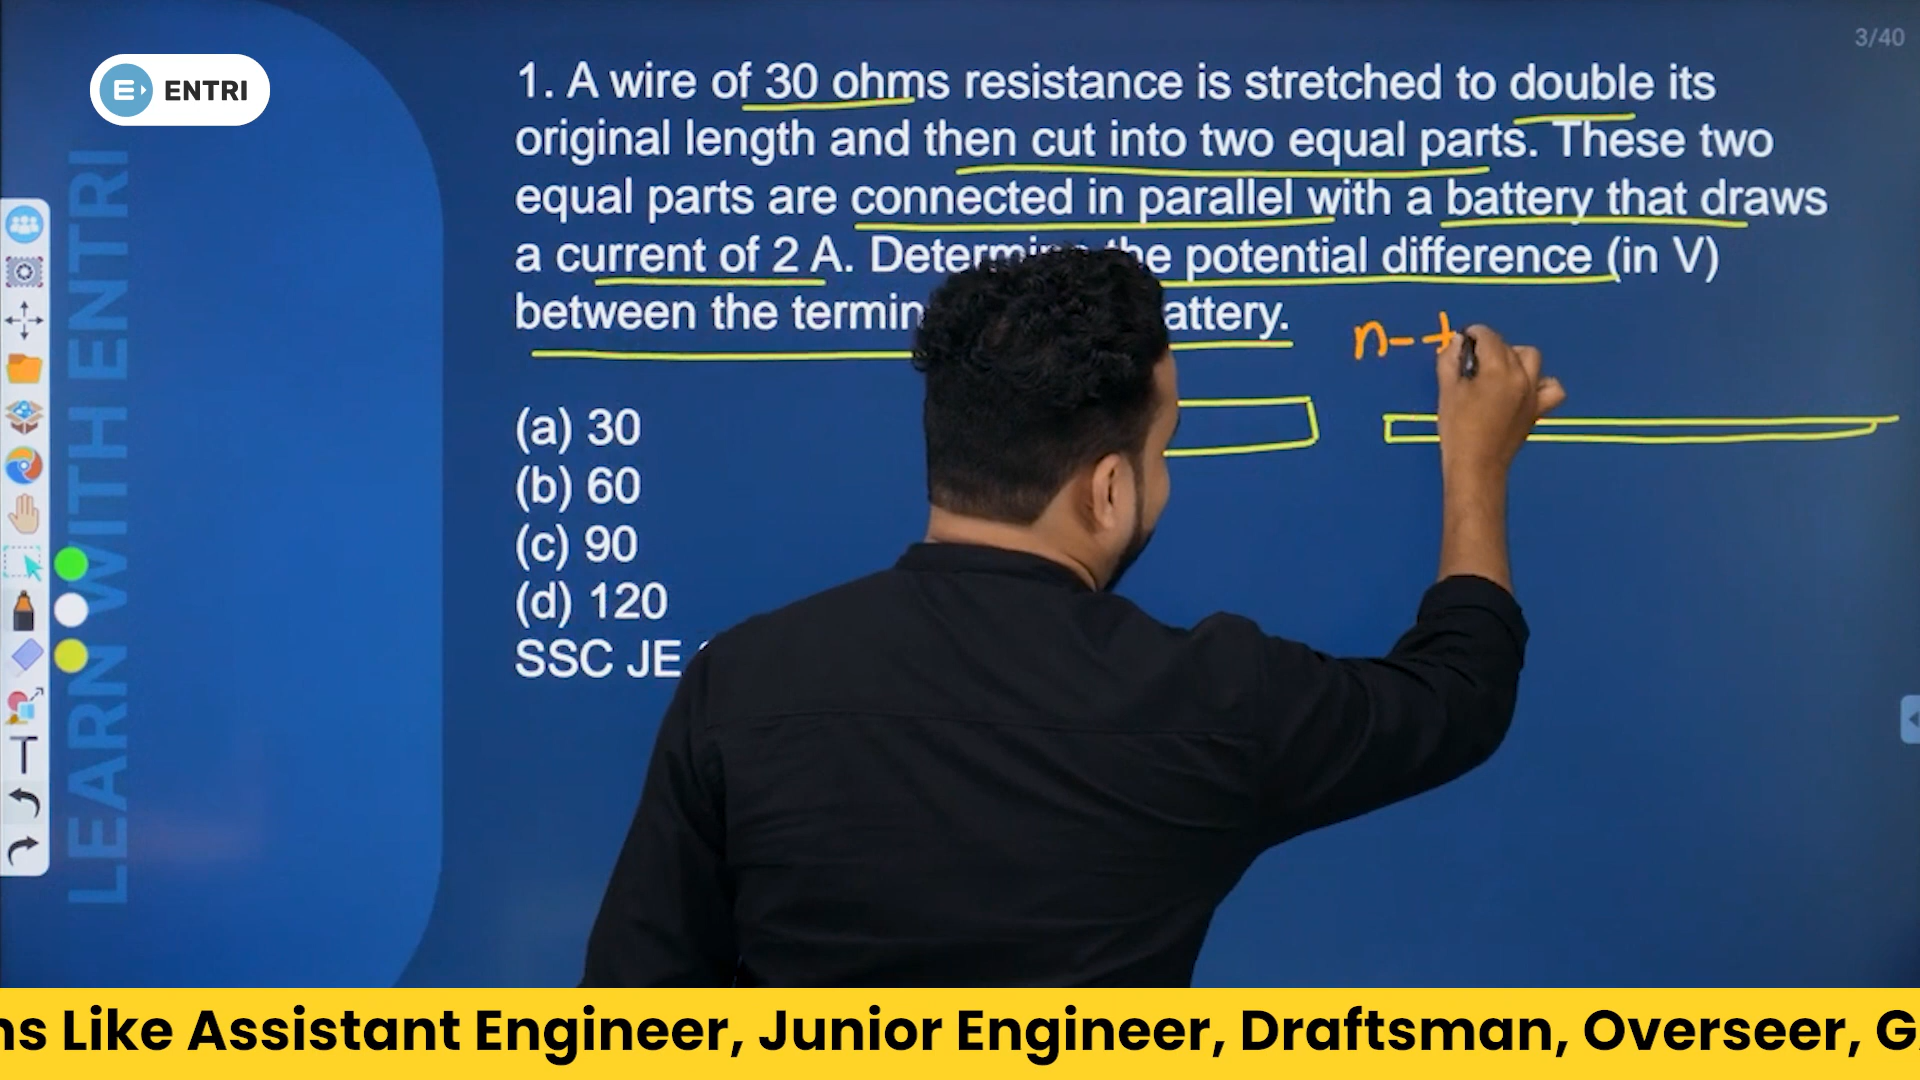 3/40
ENTRI
1. A wire of 30 ohms resistance is stretched to double its
original length and then cut into two equal parts. These two
equal parts are connected in parallel with a battery that draws
a current of 2 A. Determine the potential difference (in V)
between the attery.
n-t
(a) 30
(b) 60
(c) 90
(d) 120
SSC JE
LEARN WITH ENTRI
T
ns Like Assistant Engineer, Junior Engineer, Draftsman, Overseer, G